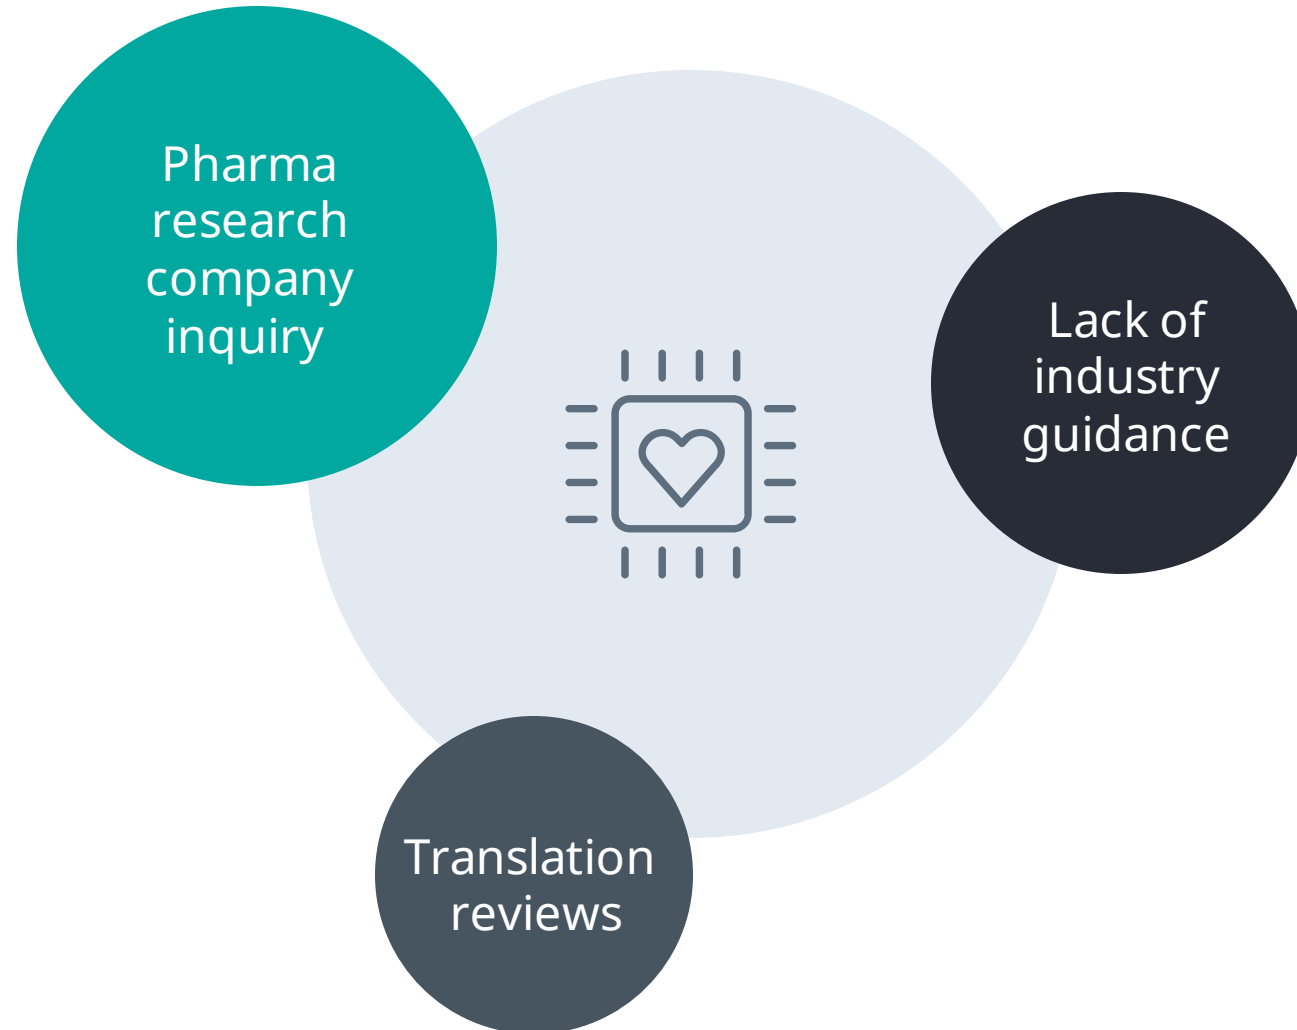 Pharma
research
company
inquiry
Lack of
industry
guidance
Translation
reviews